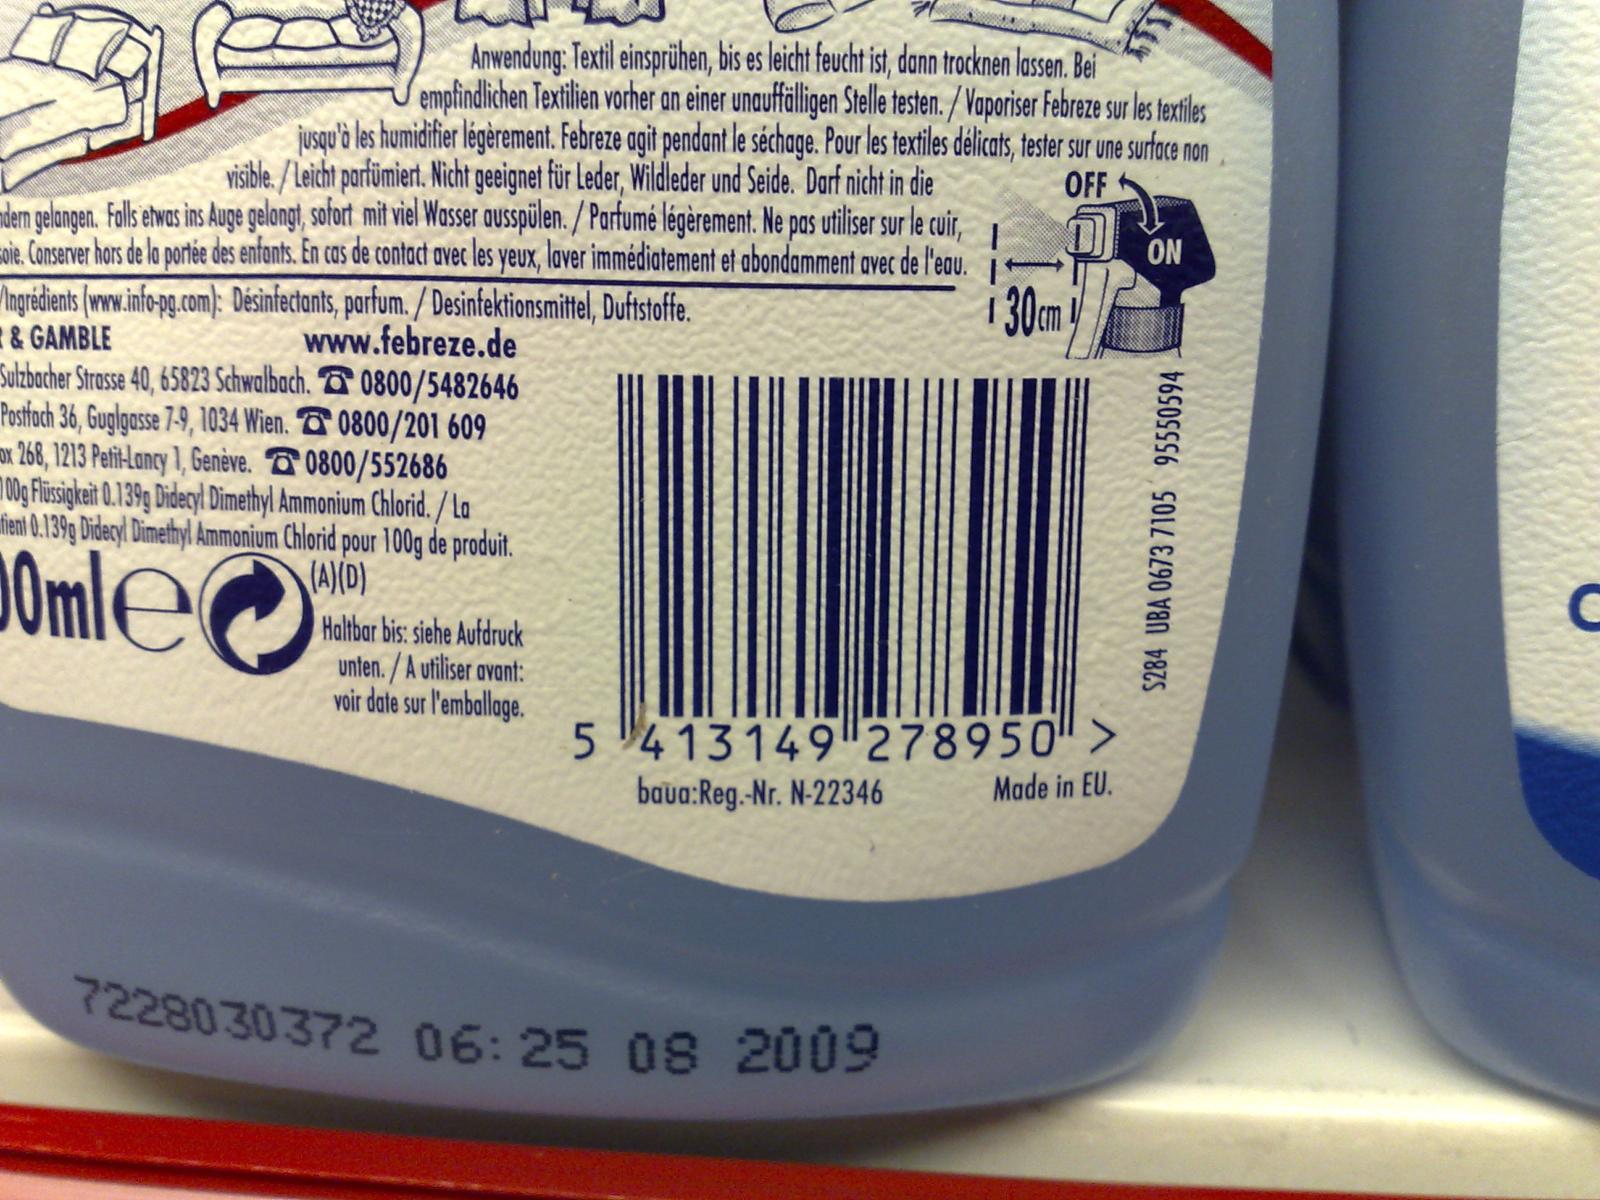 Anwendung: Textil einsprühen, bis es leicht feucht ist, dann trocknen lassen. Bei
empfindlichen Textilien vorher an einer unauffälligen Stelle testen. / Vaporiser Febreze sur les textiles
jusqu'à les humidifier légèrement. Febreze agit pendant le séchage. Pour les textiles délicats, tester sur une surface non
visible. / Leicht parfümiert. Nicht geeignet für Leder, Wildleder und Seide. Darf nicht in die
ndern gelangen. Falls etwas ins Auge gelangt, sofort mit viel Wasser ausspülen. / Parfumé légèrement. Ne pas utiliser sur le cuir,
soie. Conserver hors de la portée des enfants. En cas de contact avec les yeux, laver immédiatement et abondamment avec de l'eau.
OFF
ON
30cm
/Ingrédients (www.info-pg.com): Désinfectants, parfum. / Desinfektionsmittel, Duftstoffe.
& GAMBLE www.febreze.de
Sulzbacher Strasse 40, 65823 Schwalbach. ☎ 0800/5482646
Postfach 36, Guglgasse 7-9, 1034 Wien. ☎ 0800/201 609
ox 268, 1213 Petit-Lancy 1, Genève. ☎ 0800/552686
100g Flüssigkeit 0.139g Didecyl Dimethyl Ammonium Chlorid. / La
tient 0.139g Didecyl Dimethyl Ammonium Chlorid pour 100g de produit.
00ml e (A)(D)
Haltbar bis: siehe Aufdruck
unten. / A utiliser avant:
voir date sur l'emballage.
5 413149 278950 >
baua:Reg.-Nr. N-22346 Made in EU.
S284 UBA 0673 7105 95550594
7228030372 06:25 08 2009